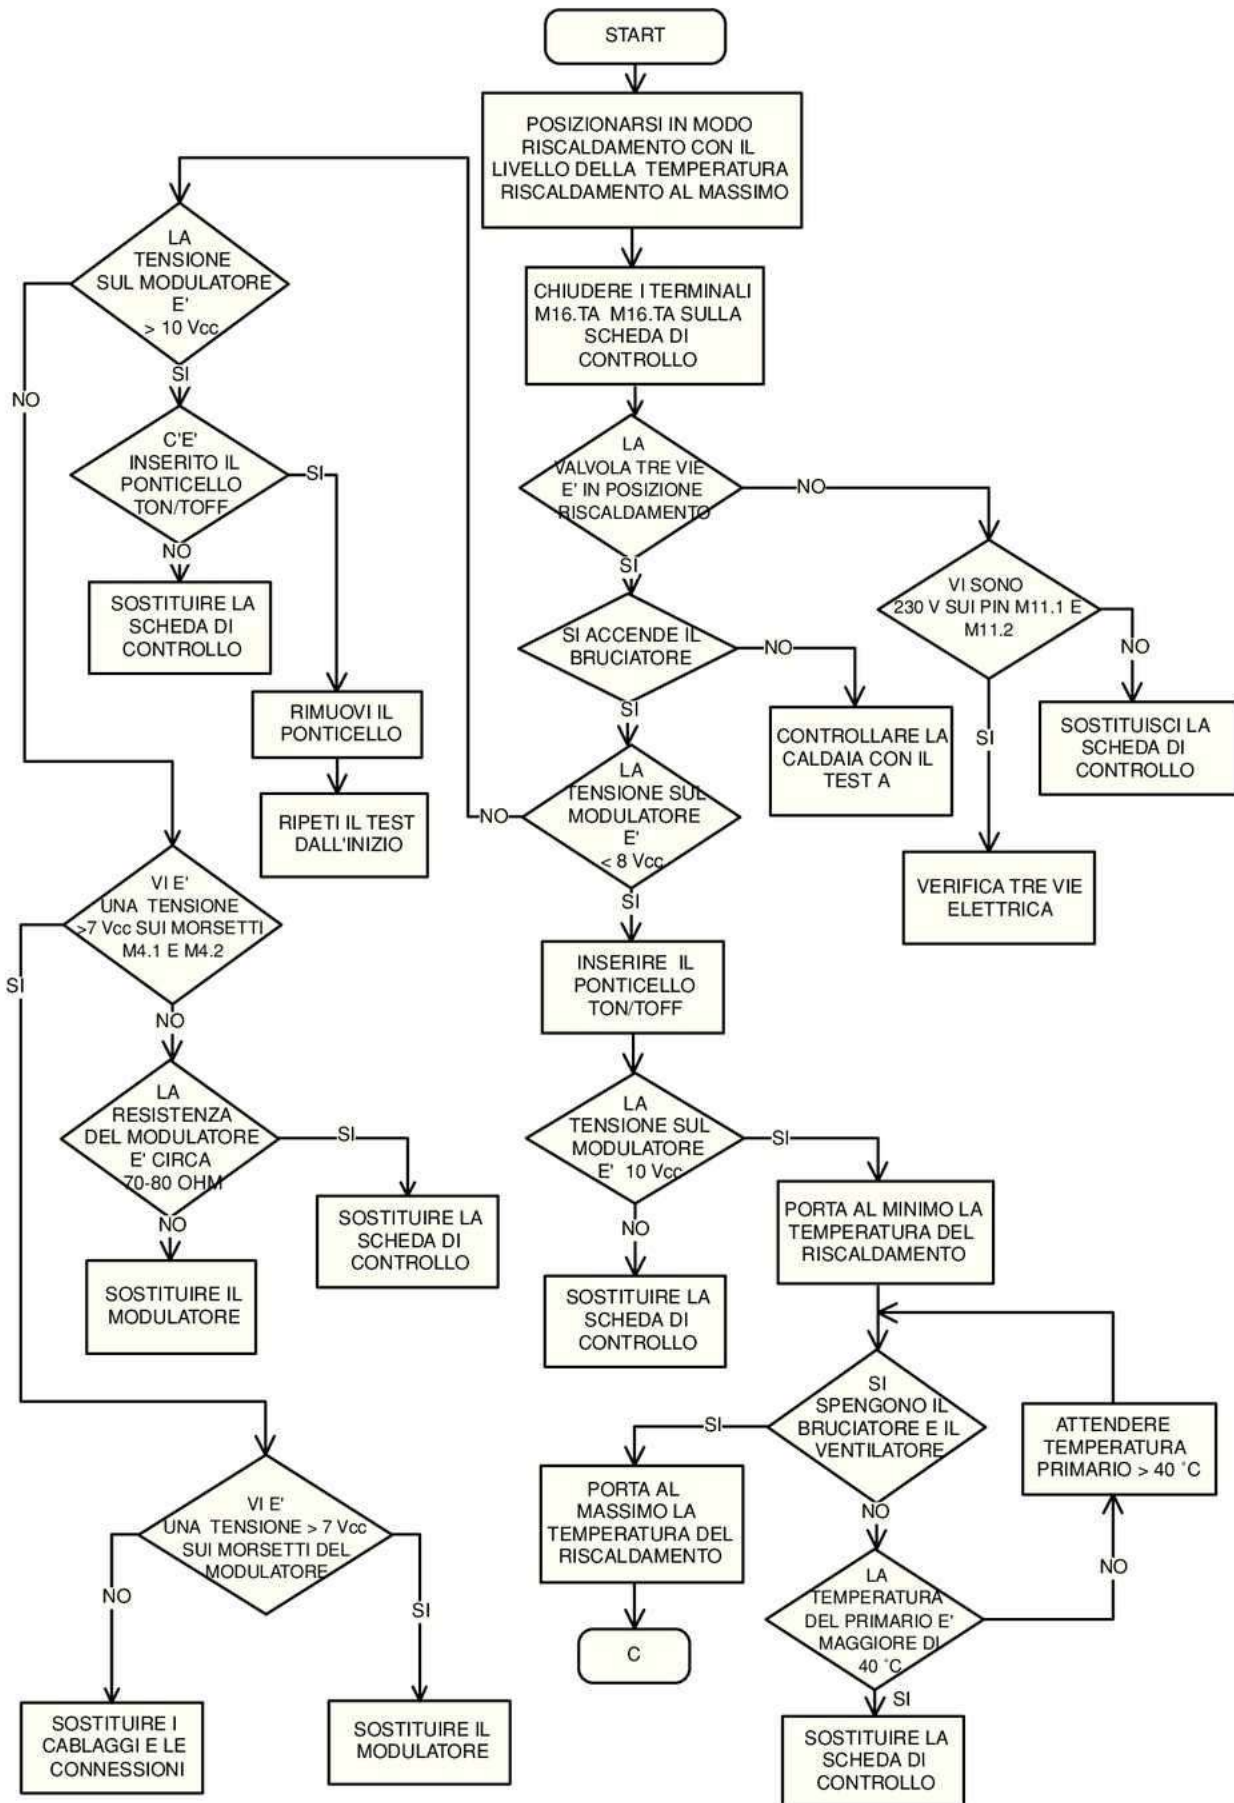 START
POSIZIONARSI IN MODO
RISCALDAMENTO CON IL
LIVELLO DELLA TEMPERATURA
RISCALDAMENTO AL MASSIMO
CHIUDERE I TERMINALI
M16.TA M16.TA SULLA
SCHEDA DI
CONTROLLO
LA
VALVOLA TRE VIE
E' IN POSIZIONE
RISCALDAMENTO
NO
SI
VI SONO
230 V SUI PIN M11.1 E
M11.2
NO
SI
SOSTITUISCI LA
SCHEDA DI
CONTROLLO
VERIFICA TRE VIE
ELETTRICA
SI ACCENDE IL
BRUCIATORE
NO
SI
CONTROLLARE LA
CALDAIA CON IL
TEST A
LA
TENSIONE SUL
MODULATORE
E'
< 8 Vcc
NO
SI
LA
TENSIONE
SUL MODULATORE
E'
> 10 Vcc
SI
NO
C'E'
INSERITO IL
PONTICELLO
TON/TOFF
SI
NO
SOSTITUIRE LA
SCHEDA DI
CONTROLLO
RIMUOVI IL
PONTICELLO
RIPETI IL TEST
DALL'INIZIO
VI E'
UNA TENSIONE
>7 Vcc SUI MORSETTI
M4.1 E M4.2
SI
NO
LA
RESISTENZA
DEL MODULATORE
E' CIRCA
70-80 OHM
SI
NO
SOSTITUIRE LA
SCHEDA DI
CONTROLLO
SOSTITUIRE IL
MODULATORE
VI E'
UNA TENSIONE > 7 Vcc
SUI MORSETTI DEL
MODULATORE
NO
SI
SOSTITUIRE I
CABLAGGI E LE
CONNESSIONI
SOSTITUIRE IL
MODULATORE
INSERIRE IL
PONTICELLO
TON/TOFF
LA
TENSIONE SUL
MODULATORE
E' 10 Vcc
SI
NO
SOSTITUIRE LA
SCHEDA DI
CONTROLLO
PORTA AL MINIMO LA
TEMPERATURA DEL
RISCALDAMENTO
SI
SPENGONO IL
BRUCIATORE E IL
VENTILATORE
SI
NO
PORTA AL
MASSIMO LA
TEMPERATURA DEL
RISCALDAMENTO
C
LA
TEMPERATURA
DEL PRIMARIO E'
MAGGIORE DI
40 °C
NO
SI
ATTENDERE
TEMPERATURA
PRIMARIO > 40 °C
SOSTITUIRE LA
SCHEDA DI
CONTROLLO